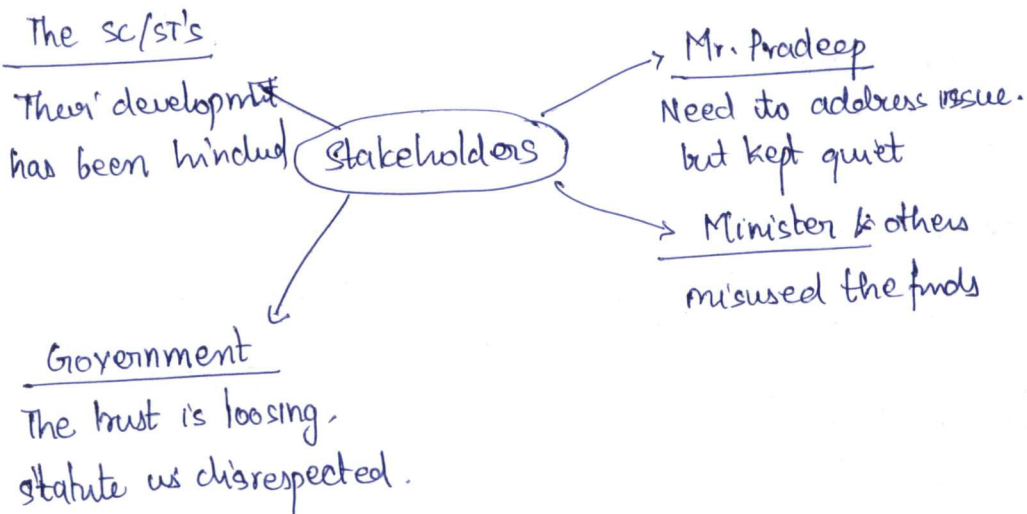 The SC/ST's
Their development
has been hindered
Stakeholders
Mr. Pradeep
Need to address issue.
but kept quiet
Minister & others
misused the funds
Government
The trust is loosing,
statute is disrespected.